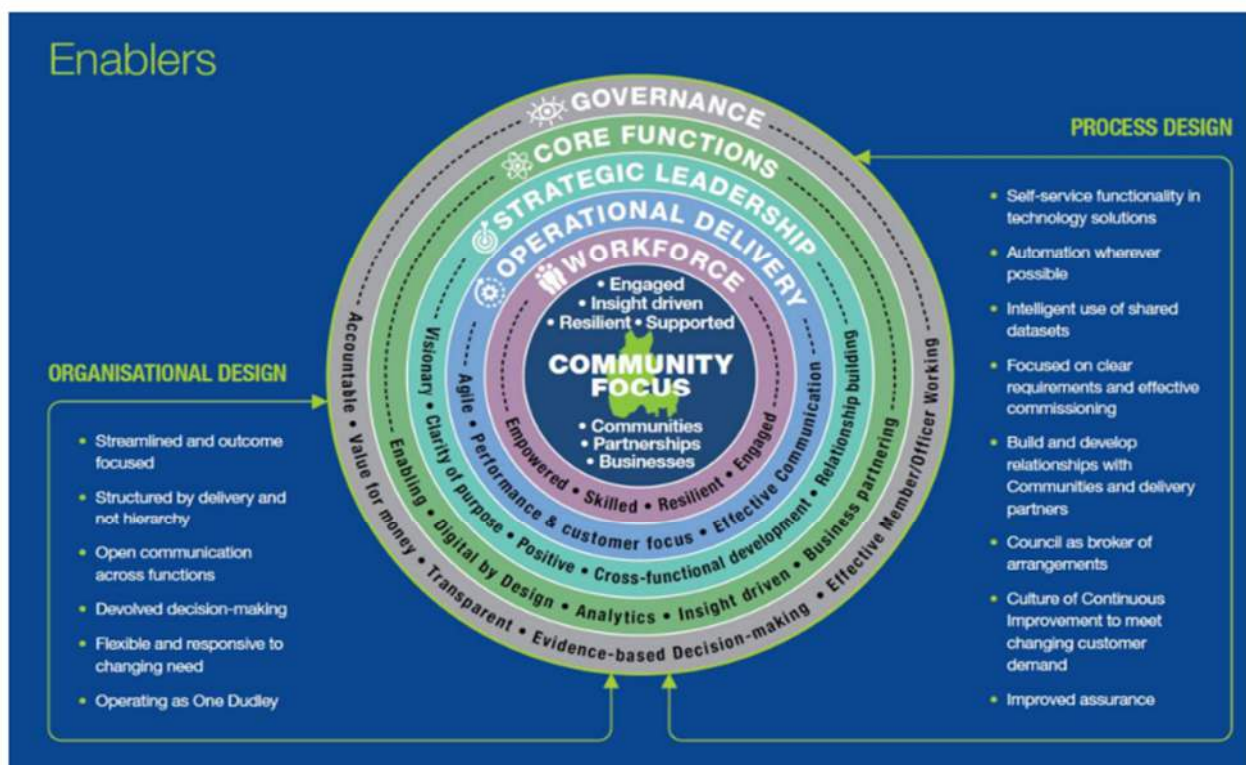 Enablers
GOVERNANCE
Accountable • Value for money • Transparent • Evidence-based Decision-making • Effective Member/Officer Working
CORE FUNCTIONS
Enabling • Digital by Design • Analytics • Insight driven • Business partnering
STRATEGIC LEADERSHIP
Visionary • Clarity of purpose • Positive • Cross-functional development • Relationship building
OPERATIONAL DELIVERY
Agile • Performance & customer focus • Effective Communication
WORKFORCE
Empowered • Skilled • Resilient • Engaged
• Engaged
• Insight driven
• Resilient • Supported
COMMUNITY
FOCUS
• Communities
• Partnerships
• Businesses
ORGANISATIONAL DESIGN
• Streamlined and outcome
focused
• Structured by delivery and
not hierarchy
• Open communication
across functions
• Devolved decision-making
• Flexible and responsive to
changing need
• Operating as One Dudley
PROCESS DESIGN
• Self-service functionality in
technology solutions
• Automation wherever
possible
• Intelligent use of shared
datasets
• Focused on clear
requirements and effective
commissioning
• Build and develop
relationships with
Communities and delivery
partners
• Council as broker of
arrangements
• Culture of Continuous
Improvement to meet
changing customer
demand
• Improved assurance